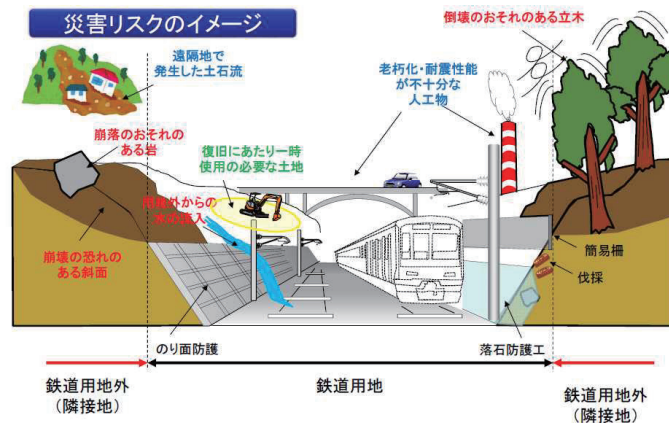 災害リスクのイメージ
倒壊のおそれのある立木
遠隔地で
発生した土石流
老朽化・耐震性能
が不十分な
人工物
崩落のおそれの
ある岩
復旧にあたり一時
使用の必要な土地
用地外からの
水の流入
崩壊の恐れの
ある斜面
簡易柵
伐採
のり面防護
落石防護工
鉄道用地外
（隣接地）
鉄道用地
鉄道用地外
（隣接地）